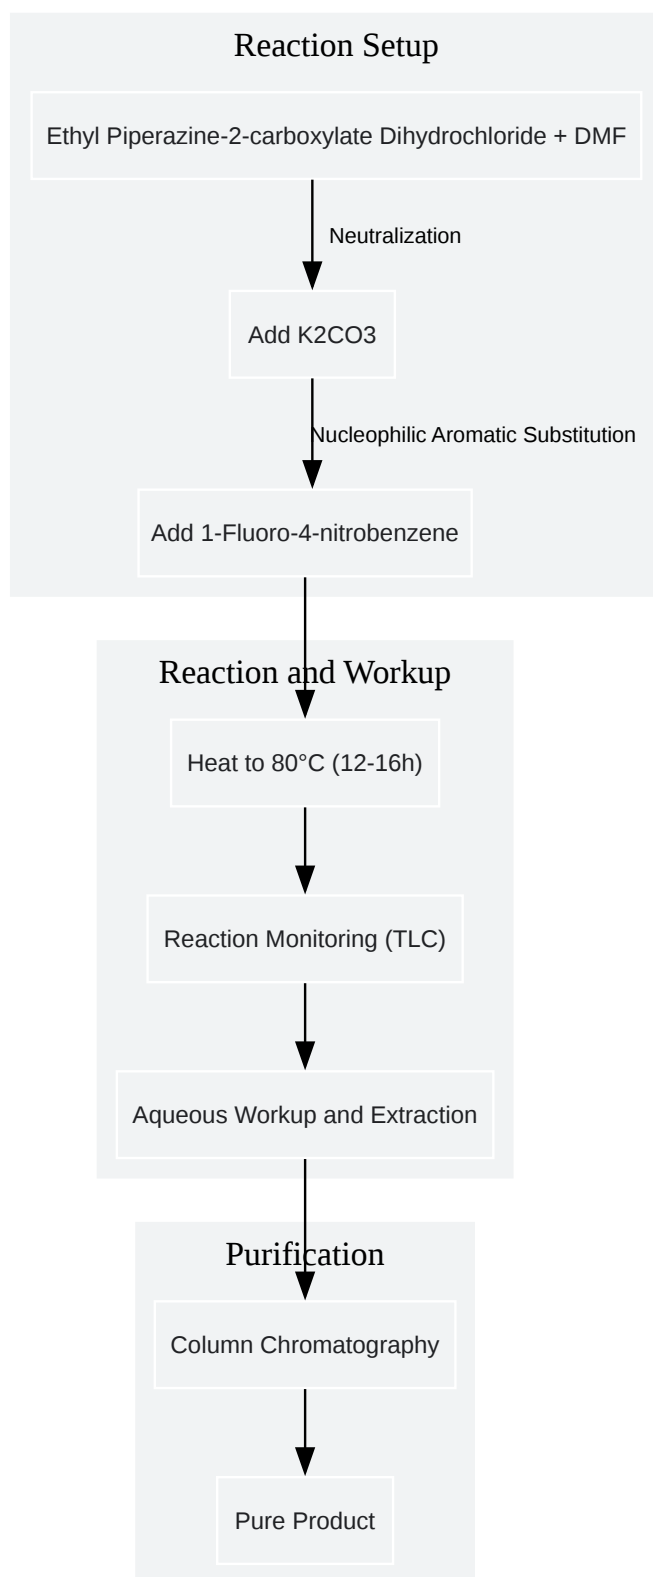 Reaction Setup
Ethyl Piperazine-2-carboxylate Dihydrochloride + DMF
Neutralization
Add K2CO3
Nucleophilic Aromatic Substitution
Add 1-Fluoro-4-nitrobenzene
Reaction and Workup
Heat to 80°C (12-16h)
Reaction Monitoring (TLC)
Aqueous Workup and Extraction
Purification
Column Chromatography
Pure Product